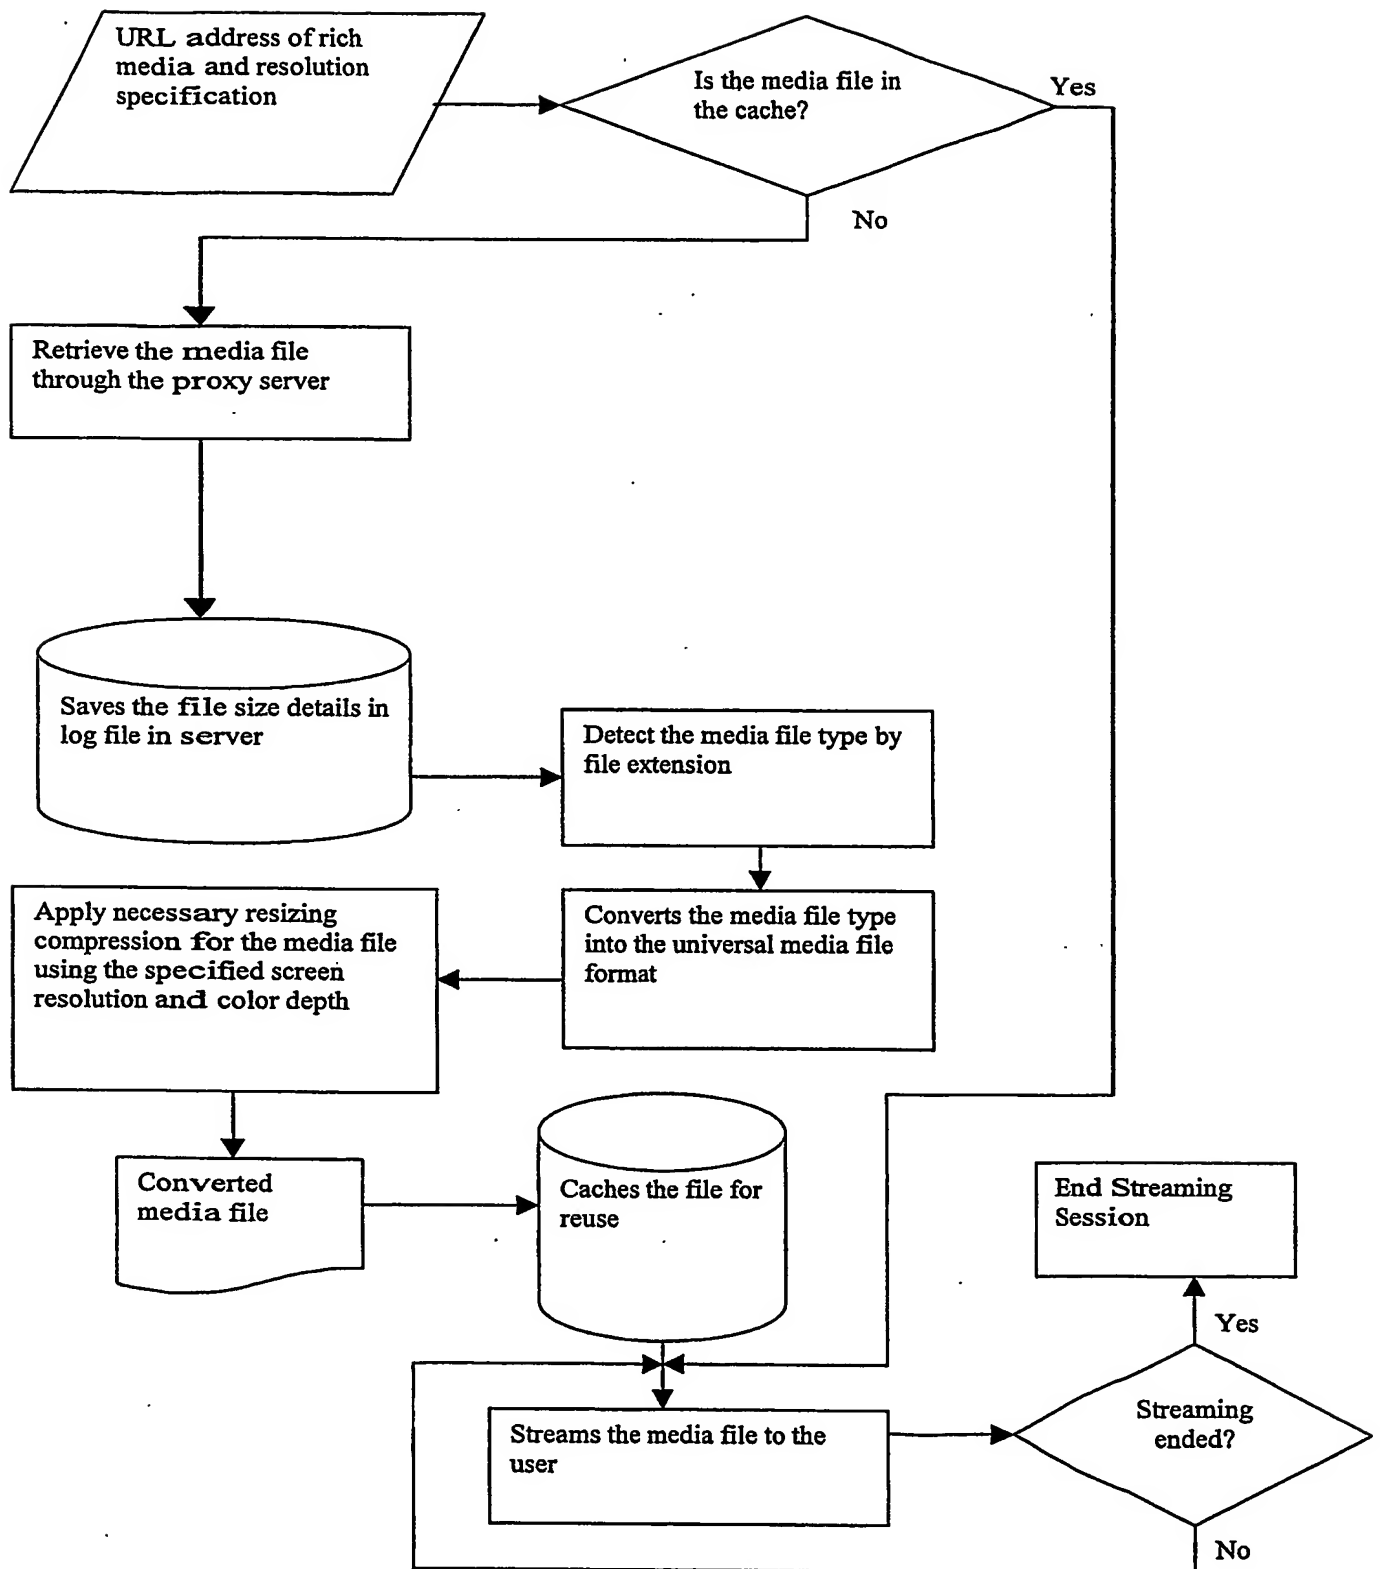 URL address of rich
media and resolution
specification
Is the media file in
the cache?
Yes
No
Retrieve the media file
through the proxy server
Saves the file size details in
log file in server
Detect the media file type by
file extension
Converts the media file type
into the universal media file
format
Apply necessary resizing
compression for the media file
using the specified screen
resolution and color depth
Converted
media file
Caches the file for
reuse
Streams the media file to the
user
Streaming
ended?
Yes
End Streaming
Session
No